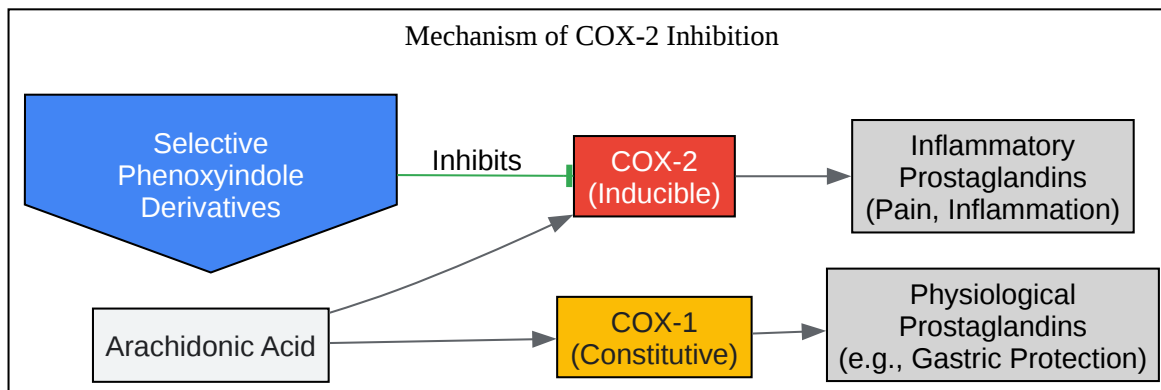 Mechanism of COX-2 Inhibition
Selective
Phenoxyindole
Derivatives
Inhibits
COX-2
(Inducible)
Inflammatory
Prostaglandins
(Pain, Inflammation)
Arachidonic Acid
COX-1
(Constitutive)
Physiological
Prostaglandins
(e.g., Gastric Protection)